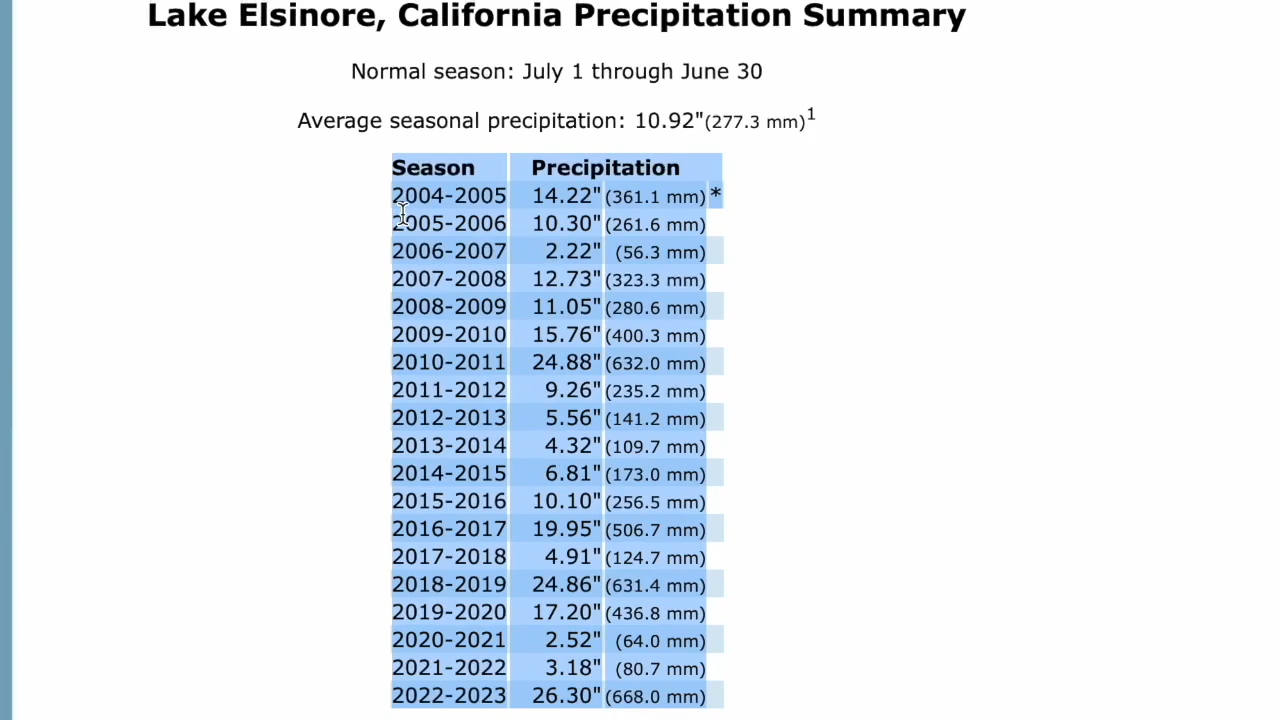 Lake Elsinore, California Precipitation Summary
Normal season: July 1 through June 30
Average seasonal precipitation: 10.92"(277.3 mm)1
Season Precipitation
2004-2005 14.22"(361.1 mm)*
2005-2006 10.30"(261.6 mm)
2006-2007 2.22" (56.3 mm)
2007-2008 12.73"(323.3 mm)
2008-2009 11.05"(280.6 mm)
2009-2010 15.76"(400.3 mm)
2010-2011 24.88"(632.0 mm)
2011-2012 9.26"(235.2 mm)
2012-2013 5.56"(141.2 mm)
2013-2014 4.32"(109.7 mm)
2014-2015 6.81"(173.0 mm)
2015-2016 10.10"(256.5 mm)
2016-2017 19.95"(506.7 mm)
2017-2018 4.91"(124.7 mm)
2018-2019 24.86"(631.4 mm)
2019-2020 17.20"(436.8 mm)
2020-2021 2.52" (64.0 mm)
2021-2022 3.18" (80.7 mm)
2022-2023 26.30"(668.0 mm)